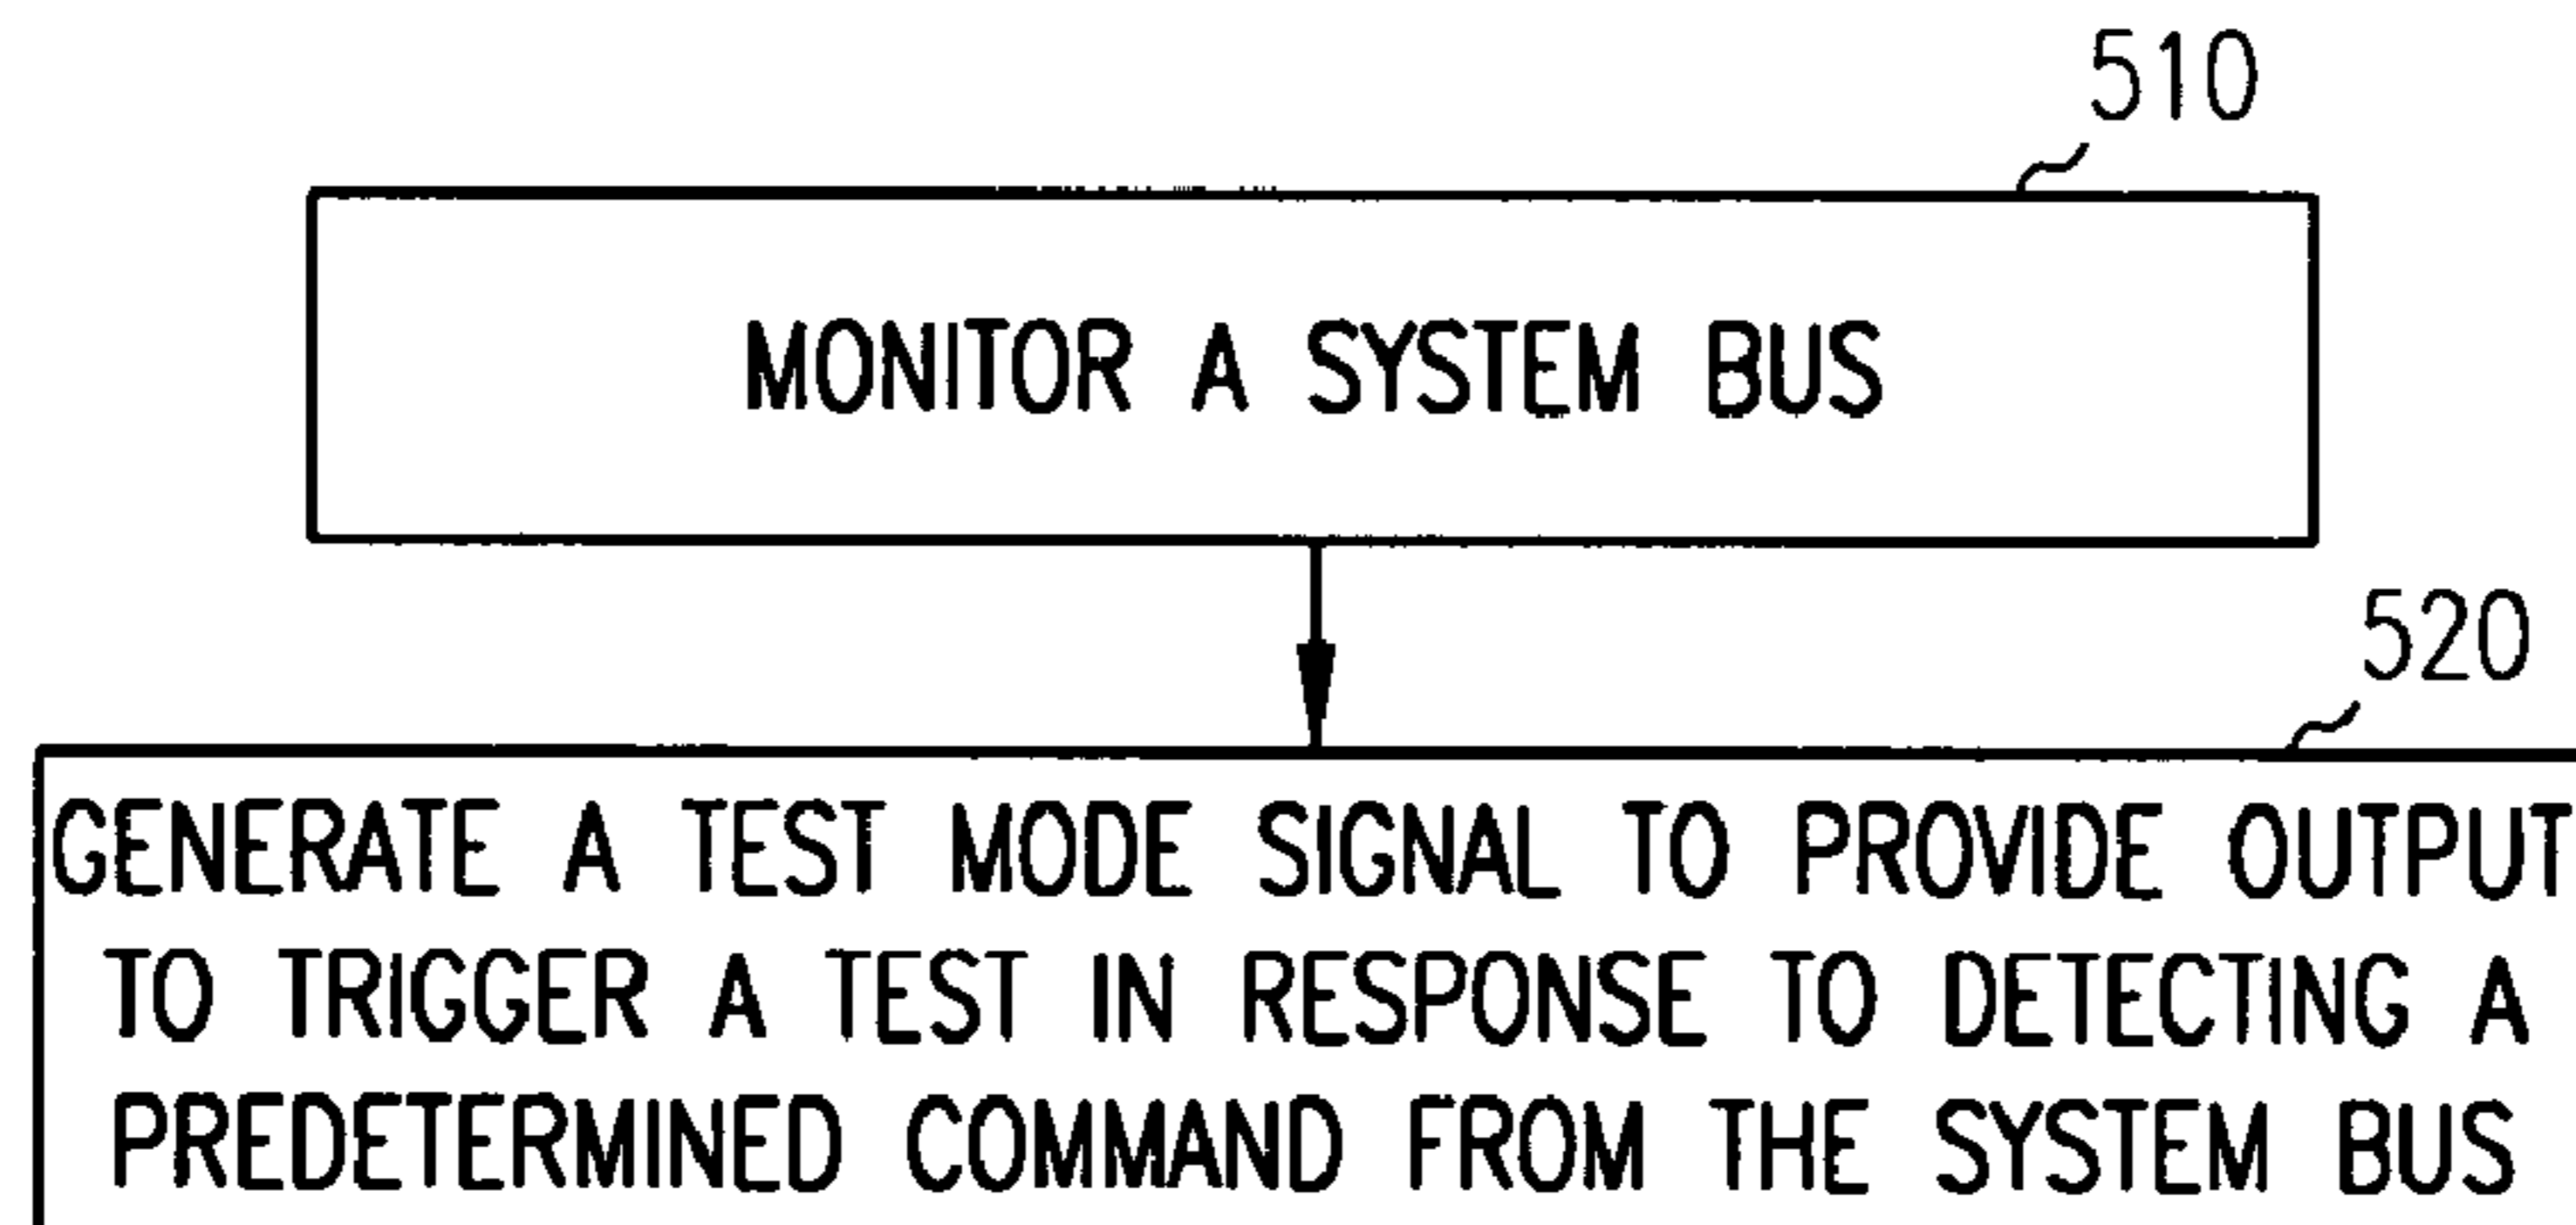 510
MONITOR A SYSTEM BUS
520
GENERATE A TEST MODE SIGNAL TO PROVIDE OUTPUT
TO TRIGGER A TEST IN RESPONSE TO DETECTING A
PREDETERMINED COMMAND FROM THE SYSTEM BUS